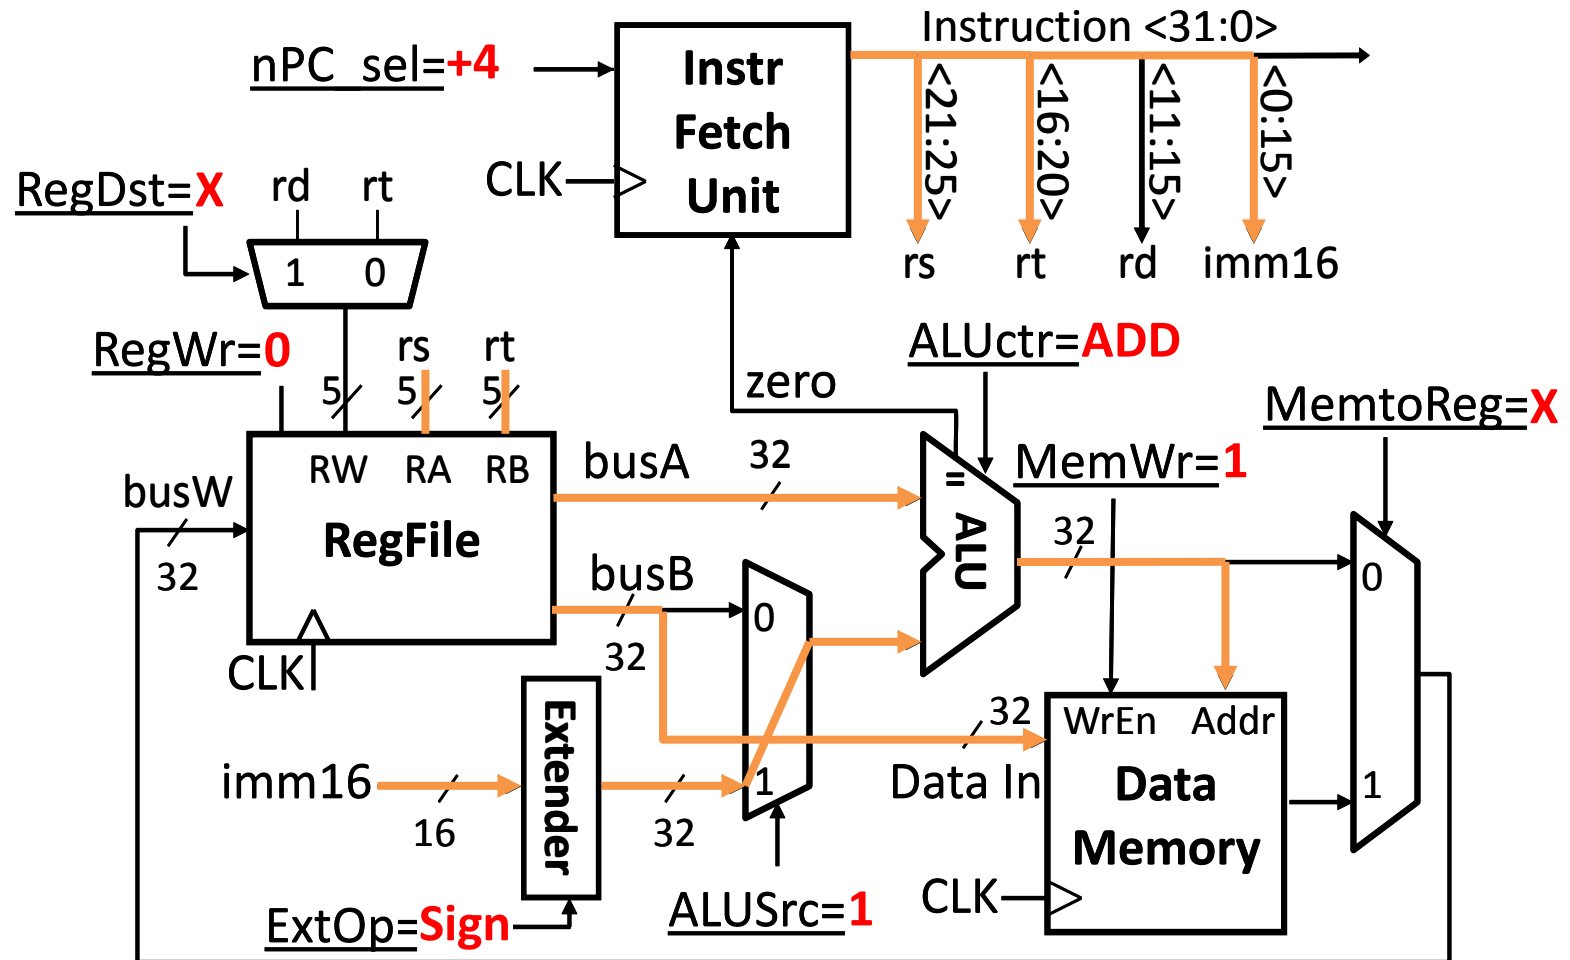 Instruction <31:0>
nPC_sel=+4
Instr
Fetch
Unit
CLK
<21:25>
<16:20>
<11:15>
<0:15>
rs
rt
rd
imm16
RegDst=X
rd
rt
1
0
RegWr=0
rs
rt
5
5
5
ALUctr=ADD
zero
MemtoReg=X
RW
RA
RB
busW
32
RegFile
CLK
busA
32
busB
32
=
ALU
MemWr=1
32
0
1
0
1
imm16
16
Extender
32
ExtOp=Sign
ALUSrc=1
32
Data In
WrEn
Addr
Data
Memory
CLK